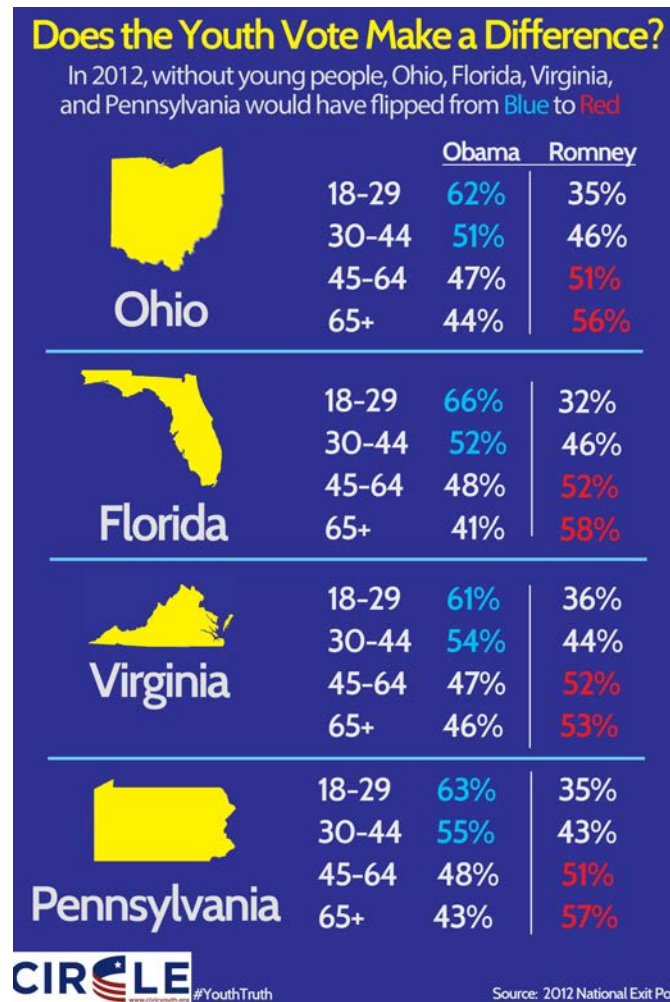 Does the Youth Vote Make a Difference?
In 2012, without young people, Ohio, Florida, Virginia,
and Pennsylvania would have flipped from Blue to Red
Obama Romney
18-29 62% 35%
30-44 51% 46%
45-64 47% 51%
65+ 44% 56%
Ohio
18-29 66% 32%
30-44 52% 46%
45-64 48% 52%
65+ 41% 58%
Florida
18-29 61% 36%
30-44 54% 44%
45-64 47% 52%
65+ 46% 53%
Virginia
18-29 63% 35%
30-44 55% 43%
45-64 48% 51%
65+ 43% 57%
Pennsylvania
CIRCLE
www.civicyouth.org
#YouthTruth
Source: 2012 National Exit Po